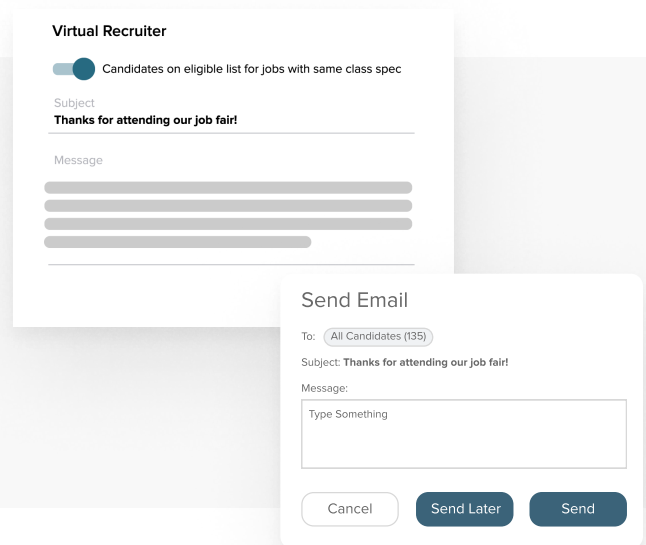 Virtual Recruiter
Candidates on eligible list for jobs with same class spec
Subject
Thanks for attending our job fair!
Message
Send Email
To: All Candidates (135)
Subject: Thanks for attending our job fair!
Message:
Type Something
Cancel Send Later Send